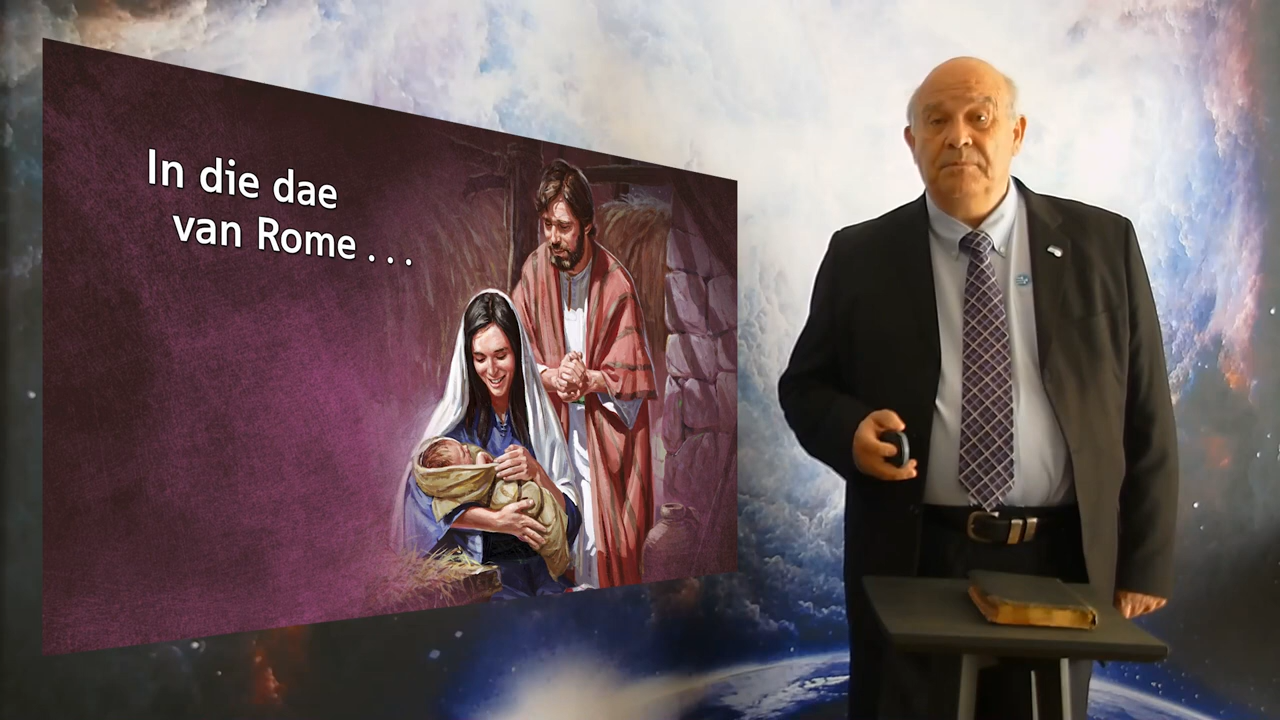 In die dae
van Rome . . .